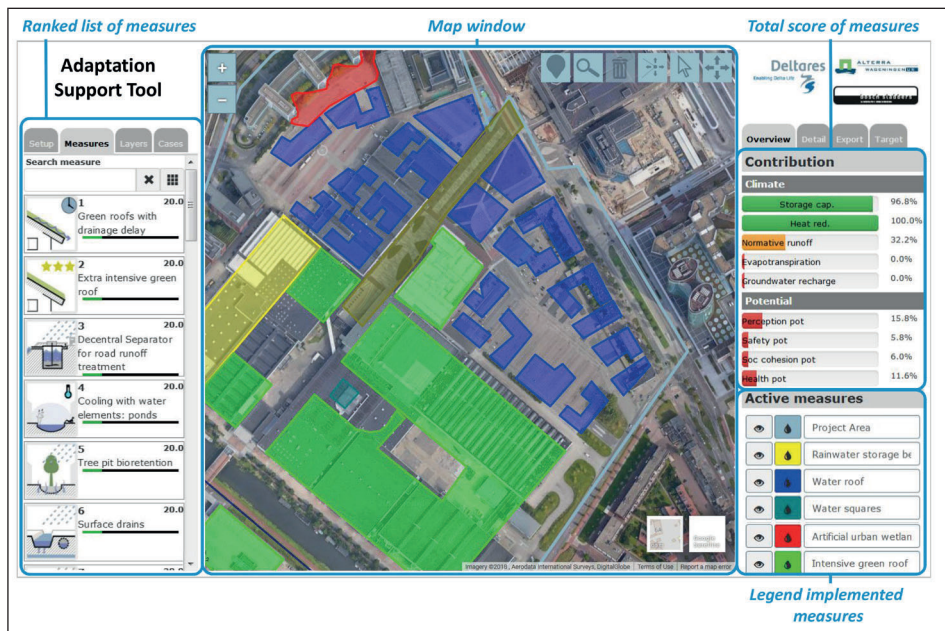 Ranked list of measures
Map window
Total score of measures
Adaptation
Support Tool
Setup
Measures
Layers
Cases
Search measure
1
20.0
Green roofs with
drainage delay
2
20.0
Extra intensive green
roof
3
20.0
Decentral Separator
for road runoff
treatment
4
20.0
Cooling with water
elements: ponds
5
20.0
Tree pit bioretention
6
20.0
Surface drains
+
−
Imagery ©2016 , Aerodata International Surveys, DigitalGlobe
Terms of Use
Report a map error
Deltares
Enabling Delta Life
ALTERRA
WAGENINGEN UR
Overview
Detail
Export
Target
Contribution
Climate
Storage cap.
96.8%
Heat red.
100.0%
Normative runoff
32.2%
Evapotranspiration
0.0%
Groundwater recharge
0.0%
Potential
Perception pot
15.8%
Safety pot
5.8%
Soc cohesion pot
6.0%
Health pot
11.6%
Active measures
Project Area
Rainwater storage be
Water roof
Water squares
Artificial urban wetlan
Intensive green roof
Legend implemented
measures